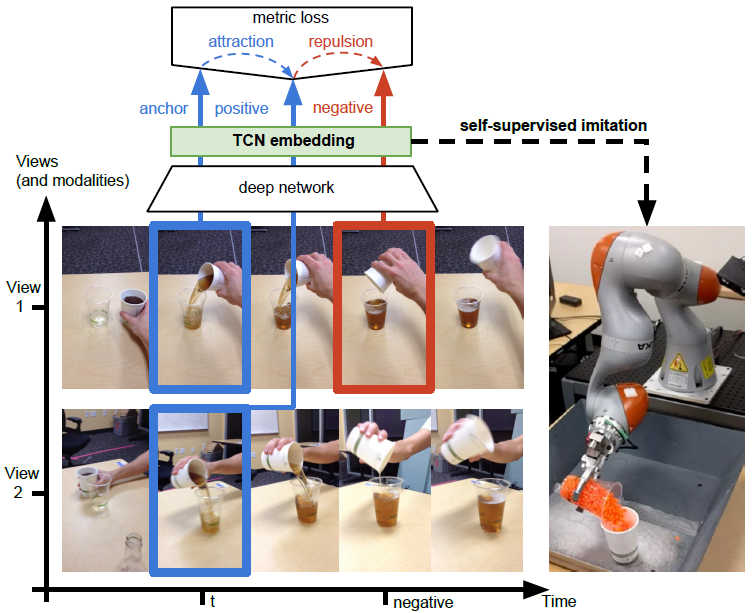 metric loss
attraction
repulsion
anchor
positive
negative
TCN embedding
self-supervised imitation
Views
(and modalities)
deep network
View
1
View
2
t
negative
Time